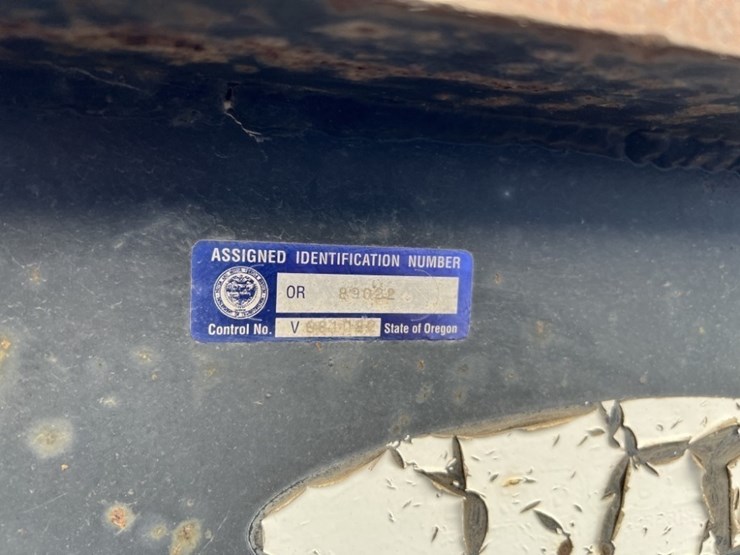 ASSIGNED IDENTIFICATION NUMBER
OR 89022
Control No. V State of Oregon